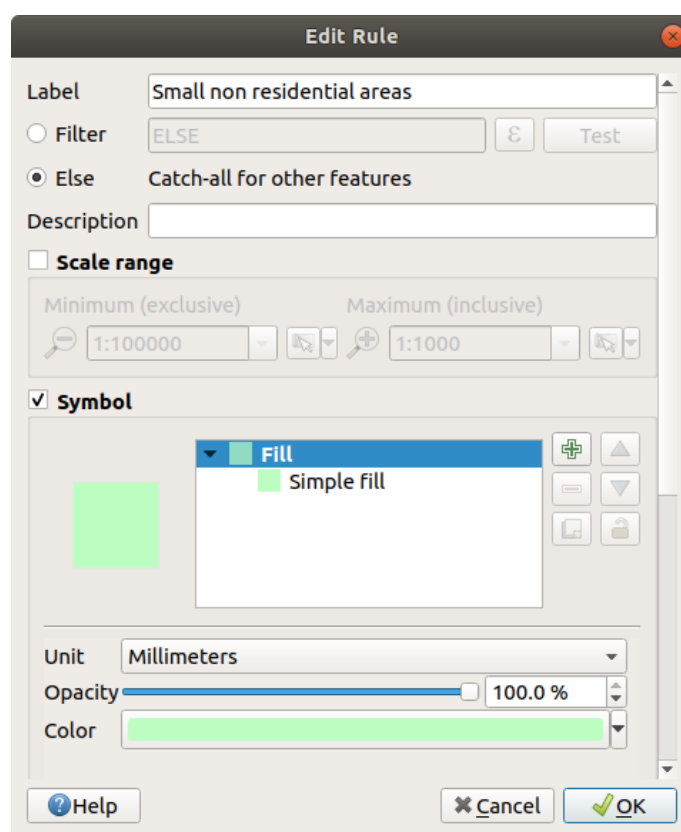 Edit Rule
Label Small non residential areas
Filter ELSE ε Test
Else Catch-all for other features
Description
Scale range
Minimum (exclusive) Maximum (inclusive)
1:100000 1:1000
Symbol
Fill
Simple fill
Unit Millimeters
Opacity 100.0 %
Color
Help Cancel OK